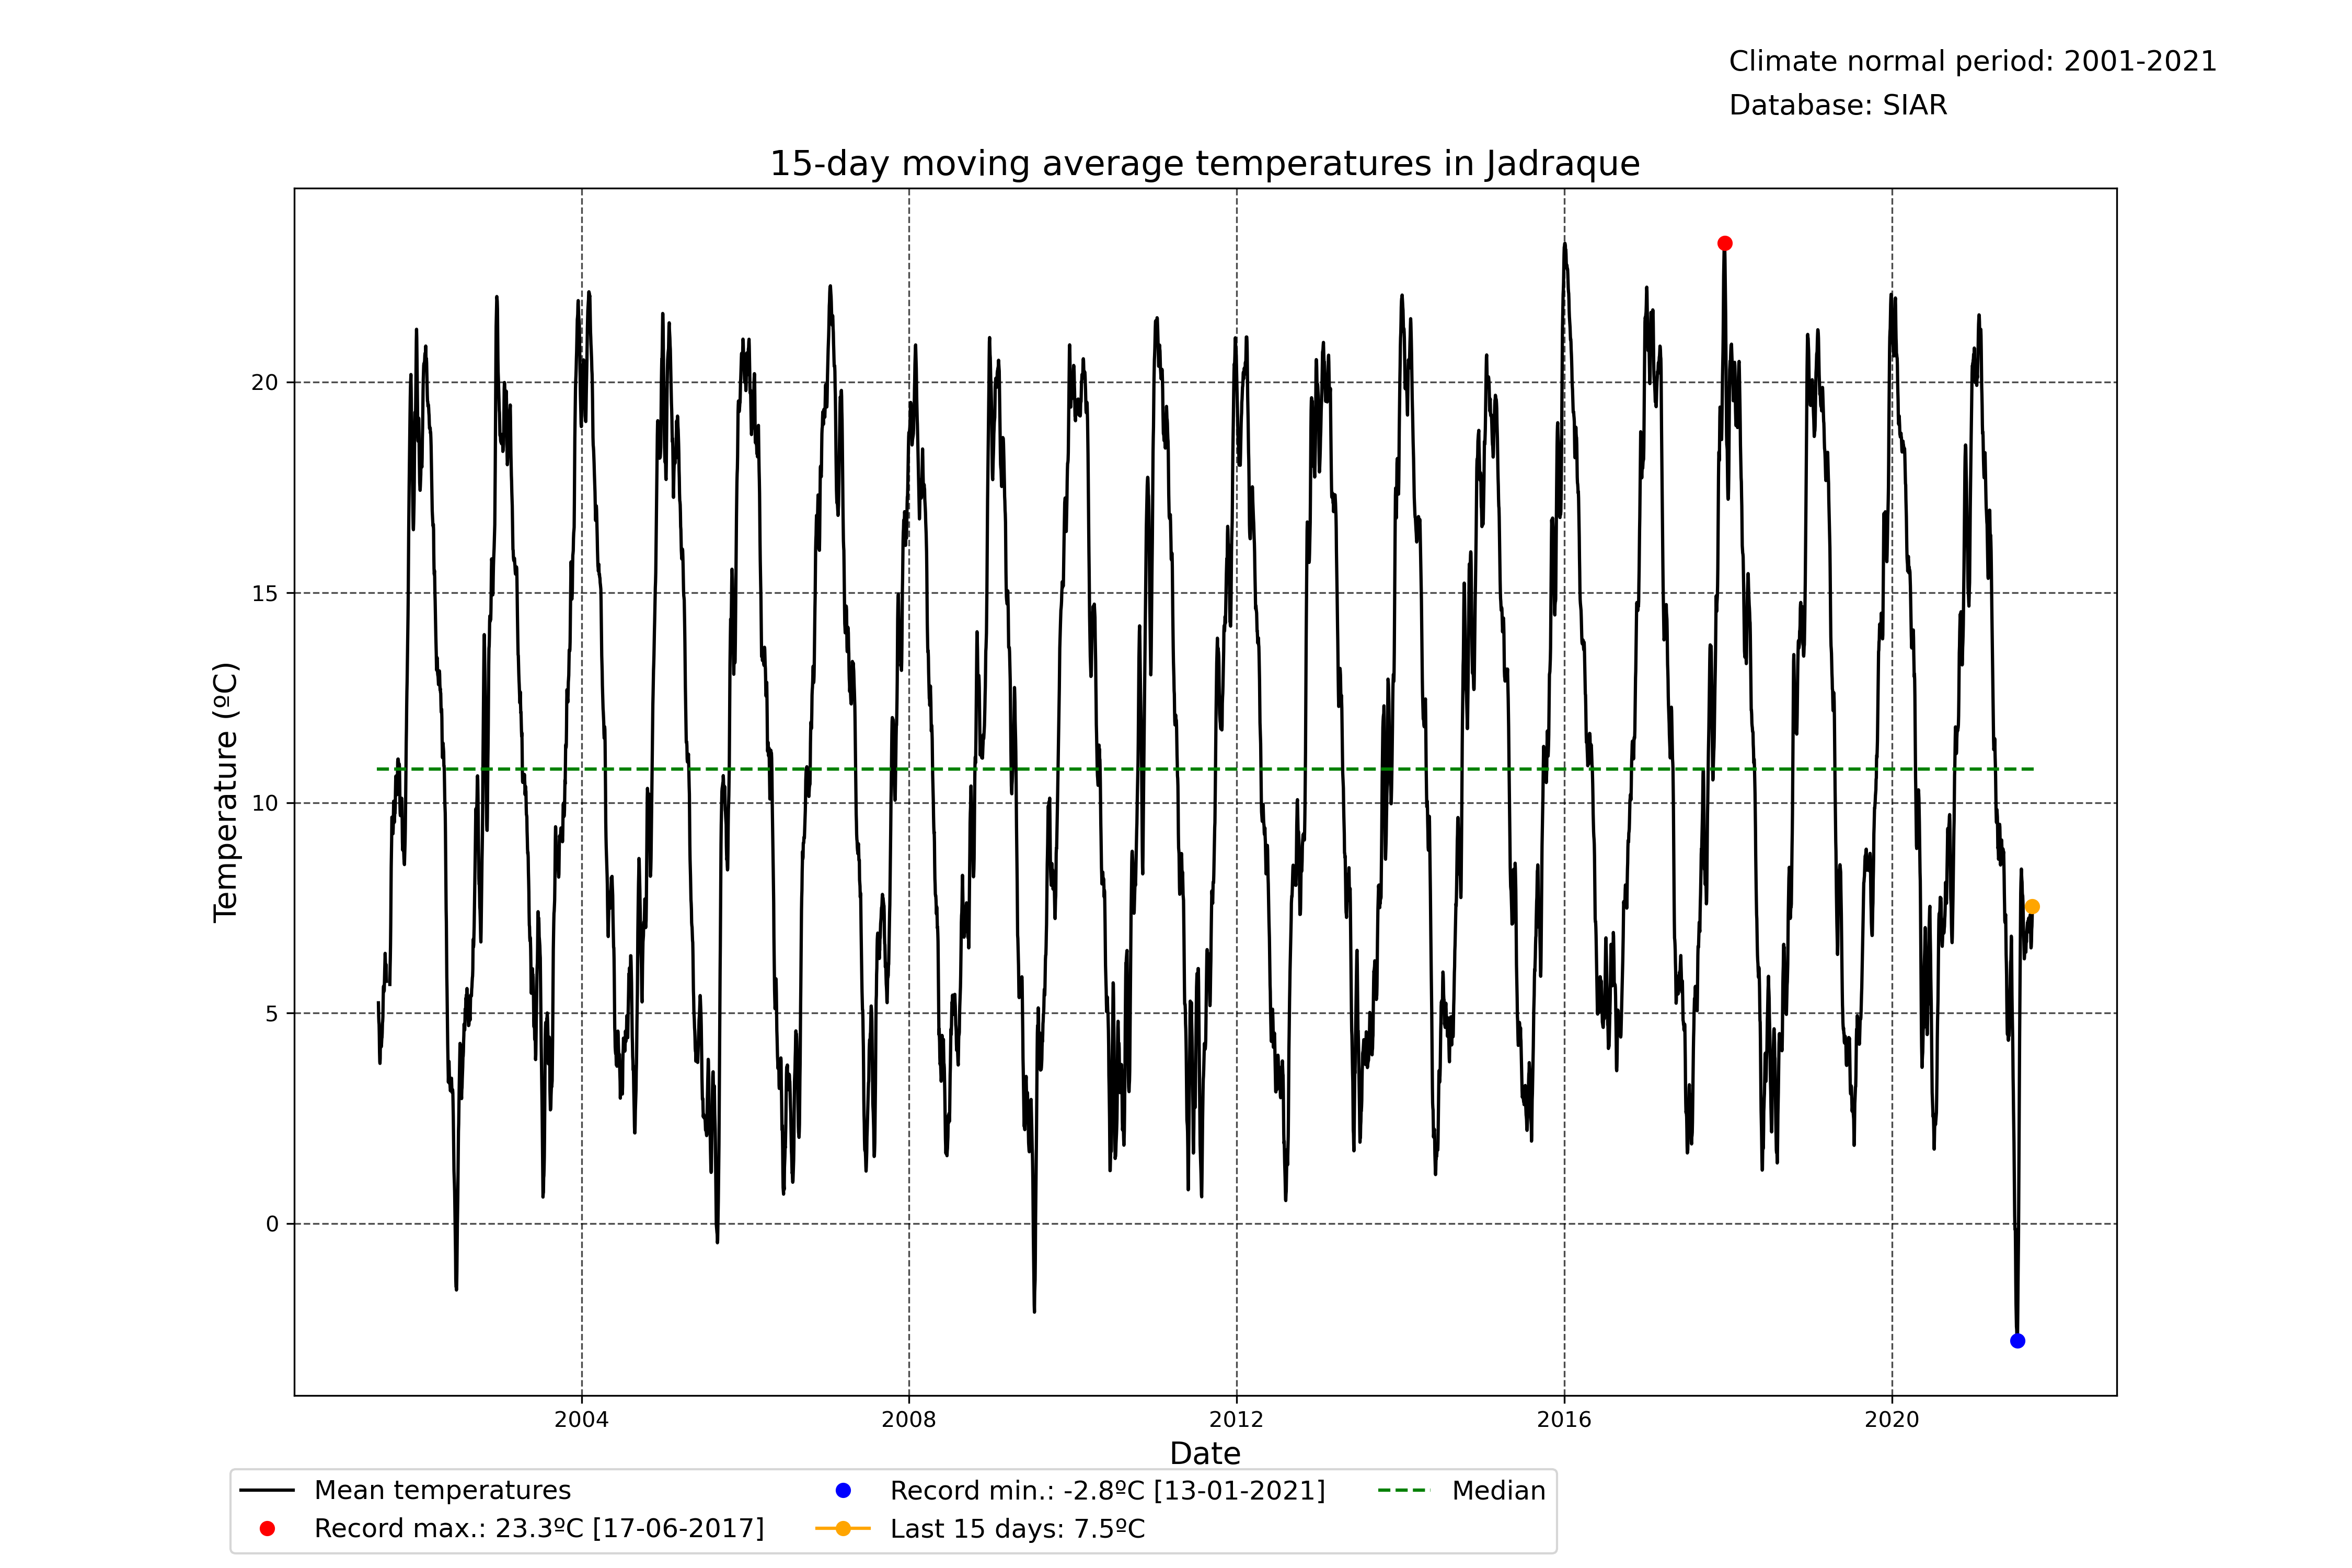 Climate normal period: 2001-2021
Database: SIAR
15-day moving average temperatures in Jadraque
Temperature (ºC)
20
15
10
5
0
2004 2008 2012 2016 2020
Date
Mean temperatures
Record max.: 23.3ºC [17-06-2017]
Record min.: -2.8ºC [13-01-2021]
Last 15 days: 7.5ºC
Median